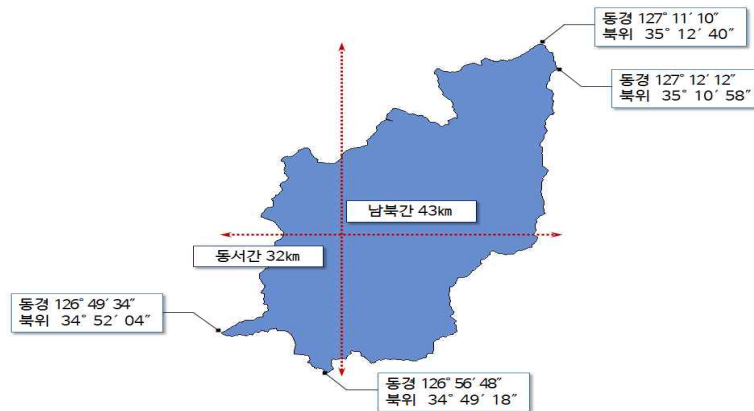 동경 127° 11′ 10″
북위 35° 12′ 40″
동경 127° 12′ 12″
북위 35° 10′ 58″
남북간 43㎞
동서간 32㎞
동경 126° 49′ 34″
북위 34° 52′ 04″
동경 126° 56′ 48″
북위 34° 49′ 18″